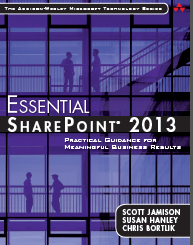 The Addison-Wesley Microsoft Technology Series
Essential
SharePoint® 2013
Practical Guidance for
Meaningful Business Results
SCOTT JAMISON
SUSAN HANLEY
CHRIS BORTLIK